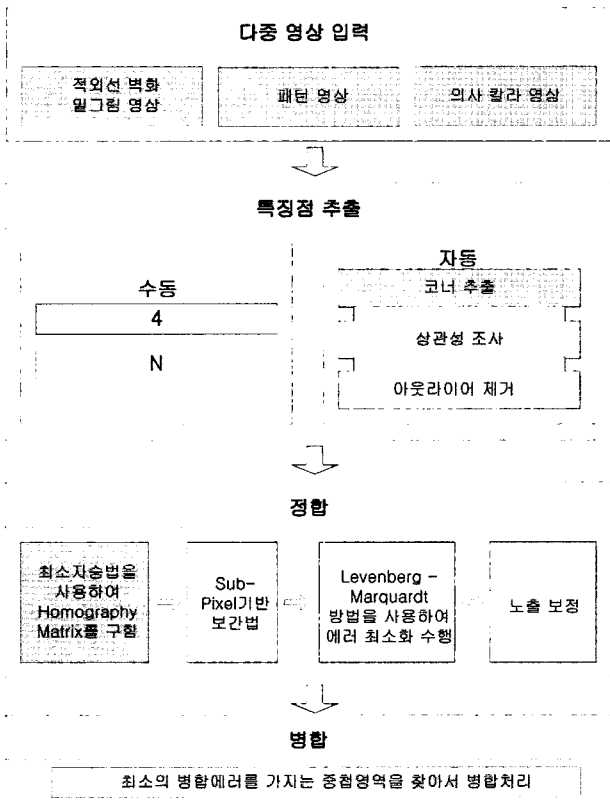 다중 영상 입력
적외선 벽화
밑그림 영상
패턴 영상
의사 칼라 영상
특징점 추출
수동
4
N
자동
코너 추출
상관성 조사
아웃라이어 제거
정합
최소자승법을
사용하여
Homography
Matrix를 구함
Sub-
Pixel기반
보간법
Levenberg -
Marquardt
방법을 사용하여
에러 최소화 수행
노출 보정
병합
최소의 병합에러를 가지는 중첩영역을 찾아서 병합처리